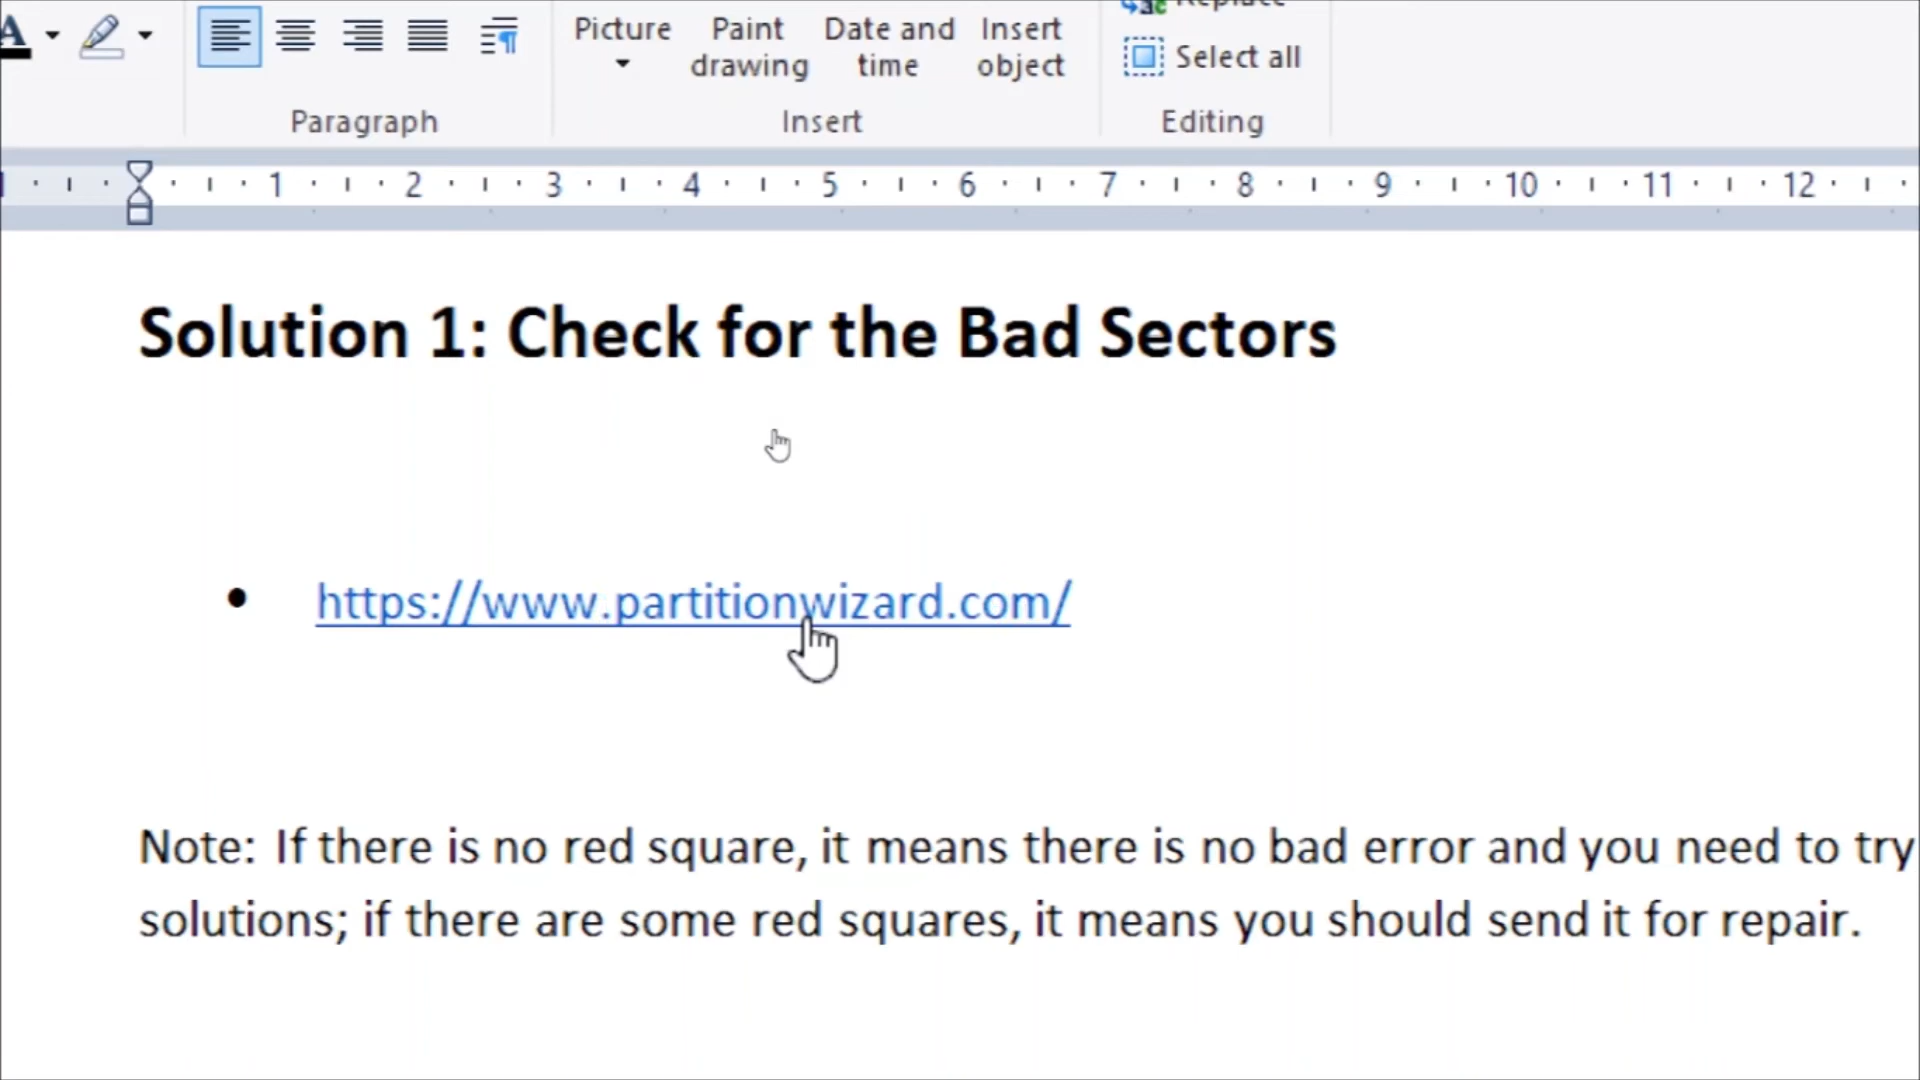 A
Replace
Picture Paint drawing Date and time Insert object
Select all
Paragraph Insert Editing
1 2 3 4 5 6 7 8 9 10 11 12
Solution 1: Check for the Bad Sectors
• https://www.partitionwizard.com/
Note: If there is no red square, it means there is no bad error and you need to try
solutions; if there are some red squares, it means you should send it for repair.